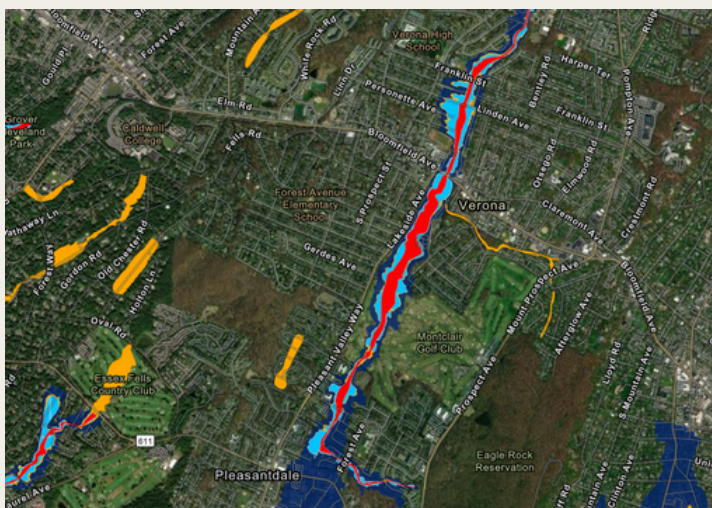 Bloomfield Ave
Gould Pl
Forest Ave
Mountain Ave
White Rock Rd
Linn Dr
Verona High
School
Franklin St
Harper Ter
Bentley Rd
Pompton Ave
Personette Ave
Linden Ave
Franklin St
Elm Rd
Grover
Cleveland
Park
Caldwell
College
Fells Rd
Bloomfield Ave
Otsego Rd
Elmwood Rd
Crestmont Rd
S Prospect St
Forest Avenue
Elementary
School
Lakeside Ave
Verona
Claremont Ave
Hathaway Ln
Forest Way
Gordon Rd
Old Chester Rd
Holton Ln
Gerdes Ave
Mount Prospect Ave
Bloomfield Ave
Oval Rd
Pleasant Valley Way
Montclair
Golf Club
Afterglow Ave
Lloyd Rd
S Mountain Ave
Essex Fells
Country Club
Prospect Ave
611
Forest Ave
Eagle Rock
Reservation
Pleasantdale
Laurel Ave
Clinton Ave